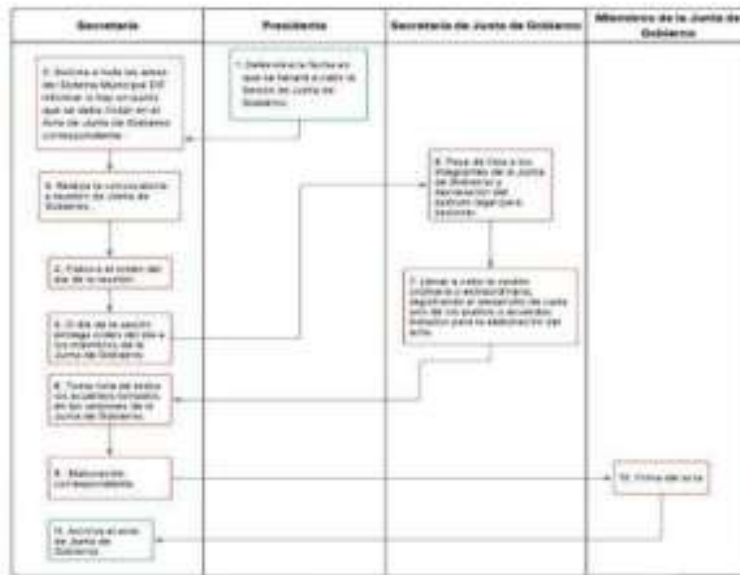 Secretaría
Presidente
Secretaría de Junta de Gobierno
Miembros de la Junta de
Gobierno
1. Determina la fecha en
que se llevará a cabo la
Sesión de Junta de
Gobierno.
2. Solicita a toda las áreas
del Sistema Municipal DIF
informar si hay un punto
que se deba tratar en el
Acta de Junta de Gobierno
correspondiente.
3. Realiza la convocatoria
a reunión de Junta de
Gobierno.
4. Elabora el orden del
día de la reunión.
5. El día de la sesión
entrega orden del día a
los miembros de la
Junta de Gobierno.
6. Pasa de lista a los
integrantes de la Junta
de Gobierno y
declaración del
quórum legal para
sesionar.
7. Llevar a cabo la sesión
ordinaria o extraordinaria,
registrando el desarrollo de cada
uno de los puntos o acuerdos
tratados para la elaboración del
acta.
8. Toma nota de todos
los acuerdos tomados
en las sesiones de la
Junta de Gobierno.
9. Elaboración
correspondiente.
10. Firma del acta.
11. Archiva el acta
de Junta de
Gobierno.